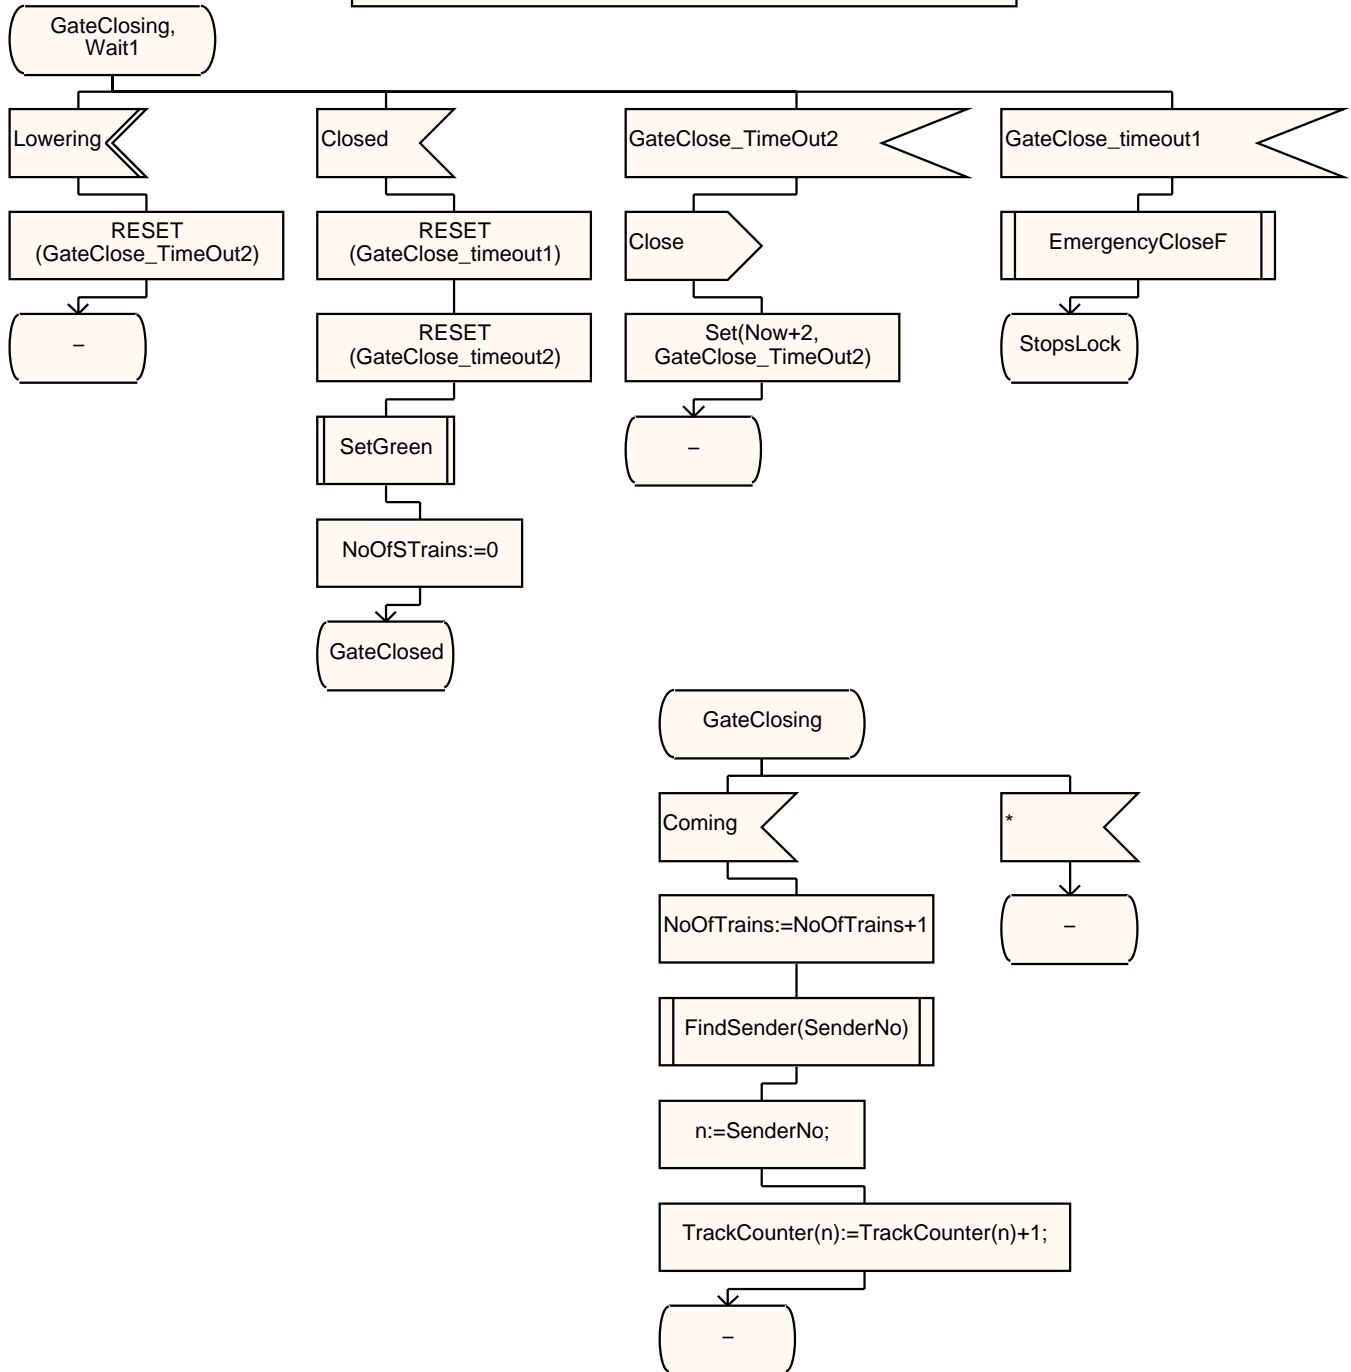 GateClosing,
Wait1
Lowering
Closed
GateClose_TimeOut2
GateClose_timeout1
RESET
(GateClose_TimeOut2)
RESET
(GateClose_timeout1)
Close
EmergencyCloseF
–
RESET
(GateClose_timeout2)
Set(Now+2,
GateClose_TimeOut2)
StopsLock
SetGreen
–
NoOfSTrains:=0
GateClosed
GateClosing
Coming
*
NoOfTrains:=NoOfTrains+1
–
FindSender(SenderNo)
n:=SenderNo;
TrackCounter(n):=TrackCounter(n)+1;
–